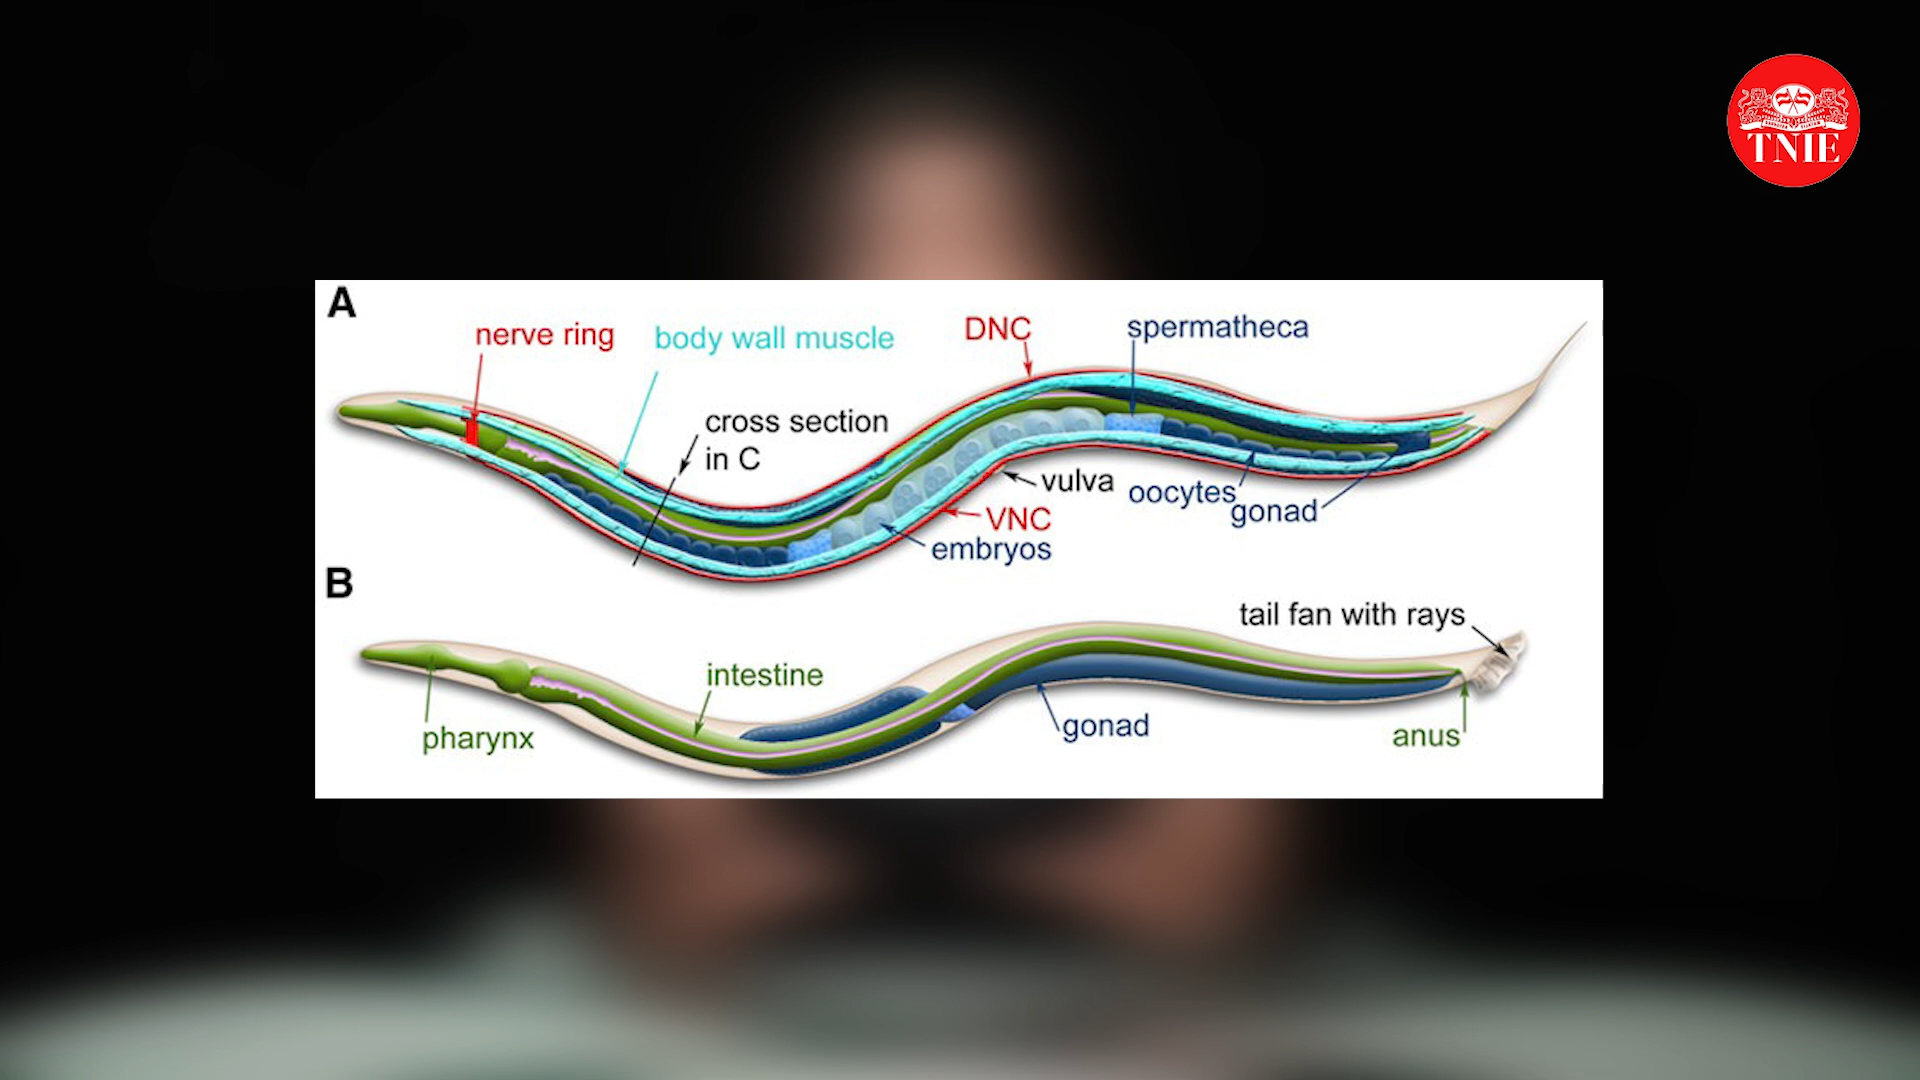 TNIE
A
nerve ring
body wall muscle
DNC
spermatheca
cross section
in C
vulva
oocytes
gonad
VNC
embryos
B
tail fan with rays
intestine
pharynx
gonad
anus